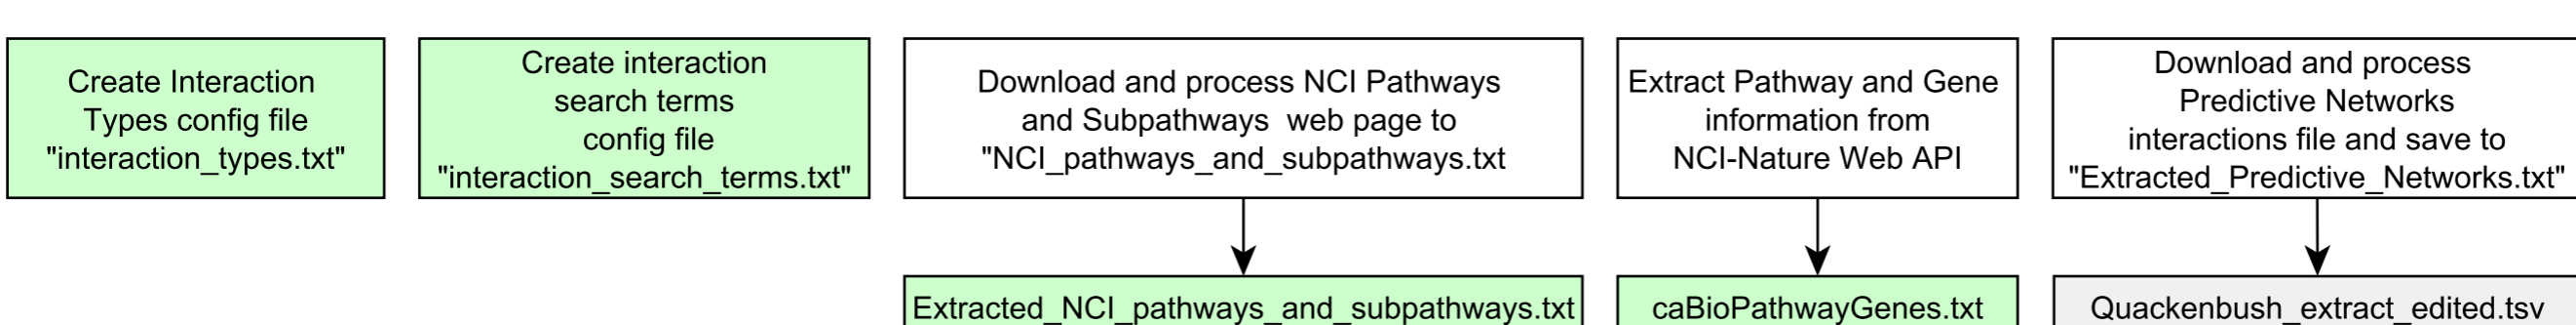 Create Interaction
Types config file
"interaction_types.txt"
Create interaction
search terms
config file
"interaction_search_terms.txt"
Download and process NCI Pathways
and Subpathways  web page to
"NCI_pathways_and_subpathways.txt
Extract Pathway and Gene
information from
NCI-Nature Web API
Download and process
Predictive Networks
interactions file and save to
"Extracted_Predictive_Networks.txt"
Extracted_NCI_pathways_and_subpathways.txt
caBioPathwayGenes.txt
Quackenbush_extract_edited.tsv